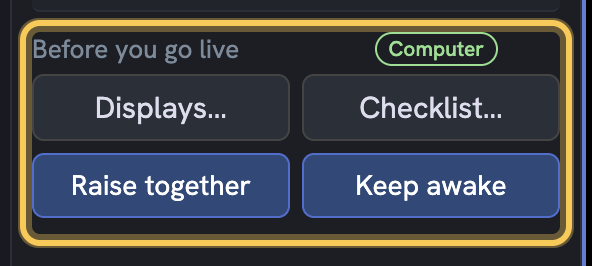 Before you go live Computer
Displays...
Checklist...
Raise together
Keep awake